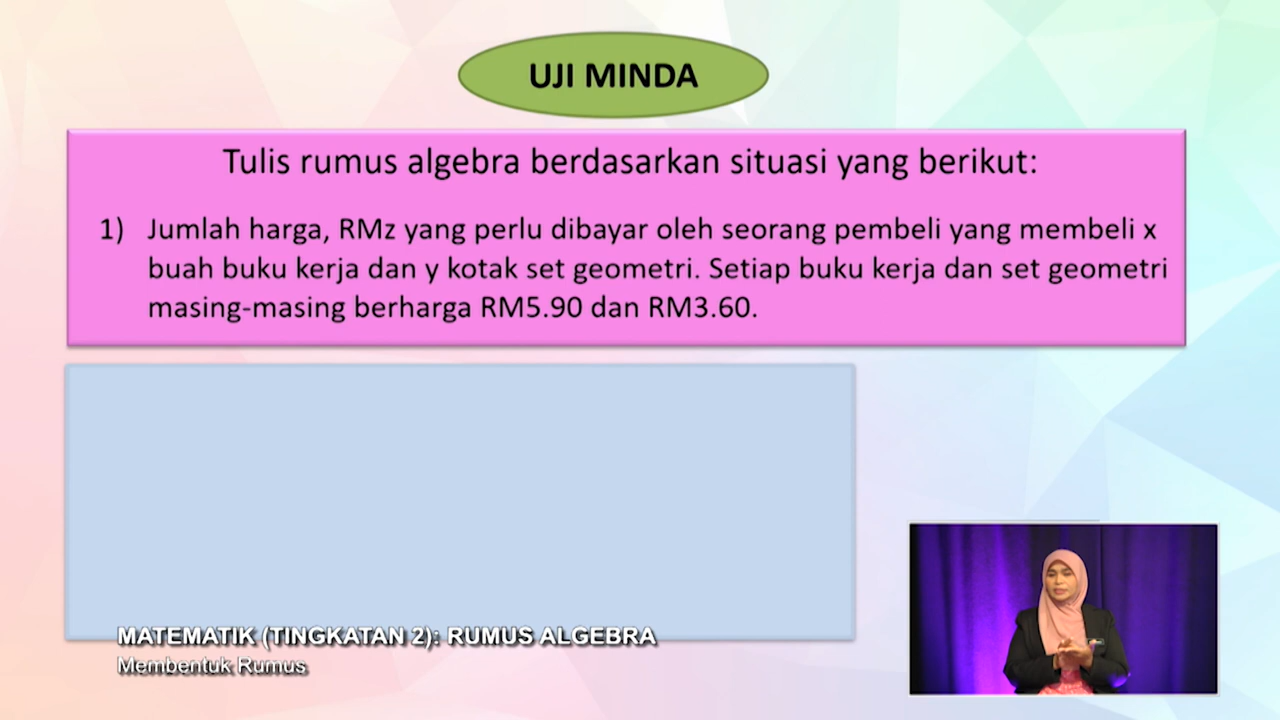 UJI MINDA
Tulis rumus algebra berdasarkan situasi yang berikut:
1) Jumlah harga, RMz yang perlu dibayar oleh seorang pembeli yang membeli x
buah buku kerja dan y kotak set geometri. Setiap buku kerja dan set geometri
masing-masing berharga RM5.90 dan RM3.60.
MATEMATIK (TINGKATAN 2): RUMUS ALGEBRA
Membentuk Rumus